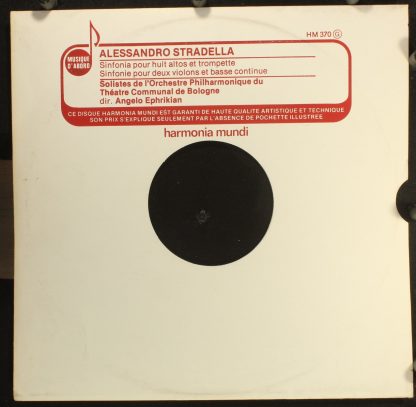 HM 370 G
MUSIQUE
D'ABORD
ALESSANDRO STRADELLA
Sinfonia pour huit altos et trompette
Sinfonie pour deux violons et basse continue
Solistes de l'Orchestre Philharmonique du
Théatre Communal de Bologne
dir. Angelo Ephrikian
CE DISQUE HARMONIA MUNDI EST GARANTI DE HAUTE QUALITE ARTISTIQUE ET TECHNIQUE
SON PRIX S'EXPLIQUE SEULEMENT PAR L'ABSENCE DE POCHETTE ILLUSTREE
harmonia mundi